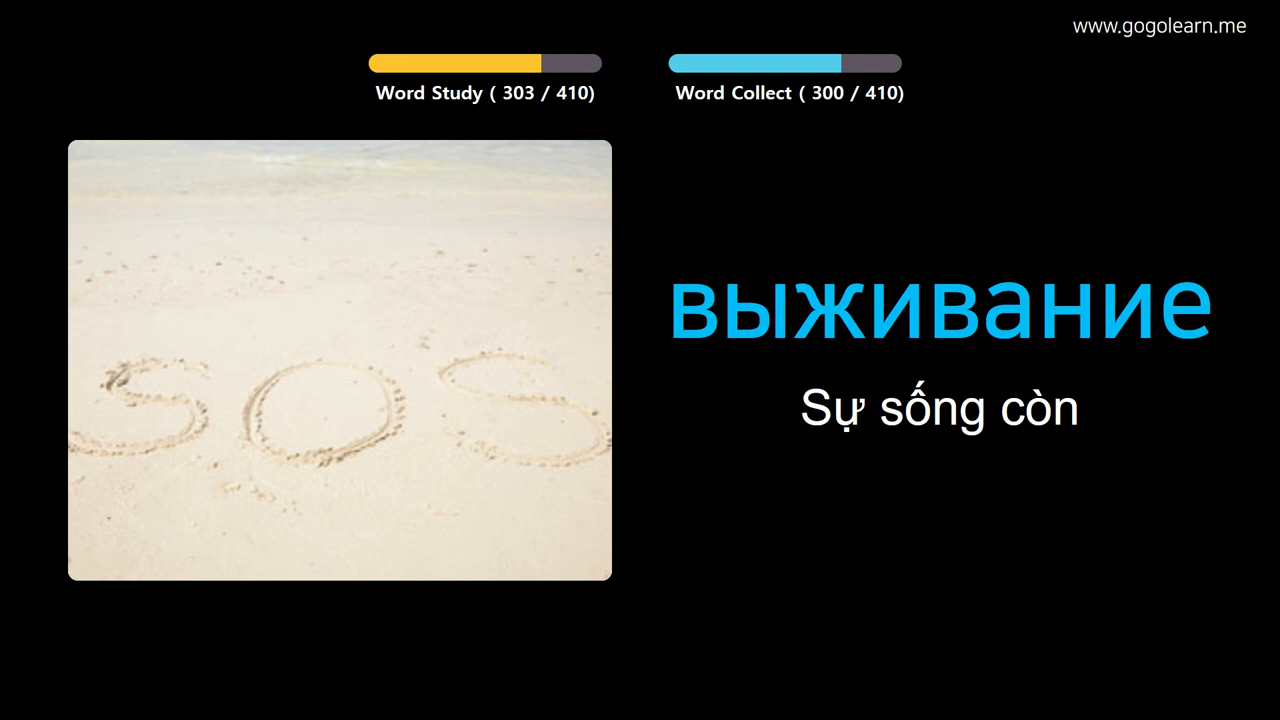 www.gogolearn.me
Word Study ( 303 / 410)
Word Collect ( 300 / 410)
SOS
выживание
Sự sống còn